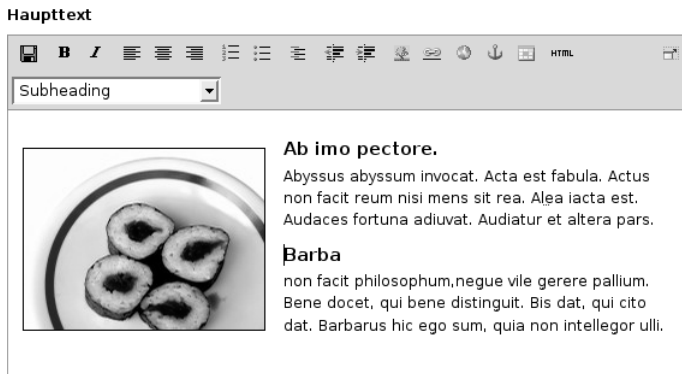 Haupttext
B I HTML
Subheading
Ab imo pectore.
Abyssus abyssum invocat. Acta est fabula. Actus
non facit reum nisi mens sit rea. Alea iacta est.
Audaces fortuna adiuvat. Audiatur et altera pars.
Barba
non facit philosophum,neque vile gerere pallium.
Bene docet, qui bene distinguit. Bis dat, qui cito
dat. Barbarus hic ego sum, quia non intellegor ulli.